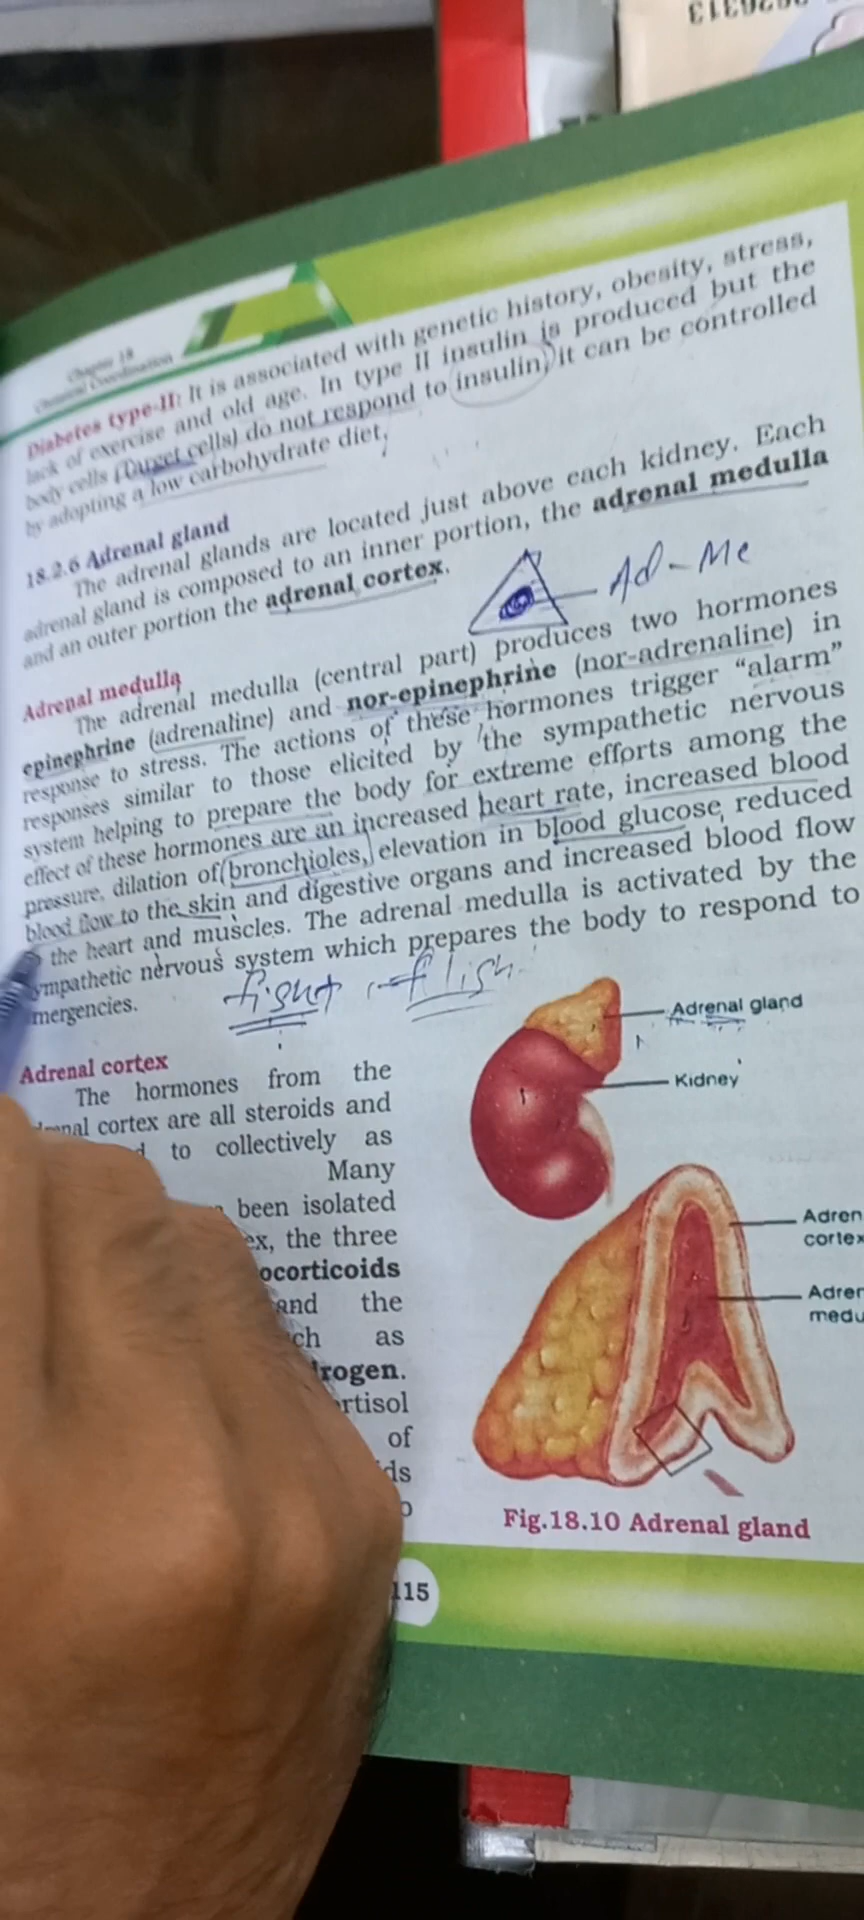 Chapter 18
Chemical Coordination
Diabetes type-II: It is associated with genetic history, obesity, stress,
lack of exercise and old age. In type II insulin is produced but the
body cells (Target cells) do not respond to insulin, it can be controlled
by adopting a low carbohydrate diet.
18.2.6 Adrenal gland
The adrenal glands are located just above each kidney. Each
adrenal gland is composed to an inner portion, the adrenal medulla
and an outer portion the adrenal cortex.
Ad - Me
Adrenal medulla
The adrenal medulla (central part) produces two hormones
epinephrine (adrenaline) and nor-epinephrine (nor-adrenaline) in
response to stress. The actions of these hormones trigger “alarm”
responses similar to those elicited by the sympathetic nervous
system helping to prepare the body for extreme efforts among the
effect of these hormones are an increased heart rate, increased blood
pressure, dilation of bronchioles, elevation in blood glucose, reduced
blood flow to the skin and digestive organs and increased blood flow
the heart and muscles. The adrenal medulla is activated by the
ympathetic nervous system which prepares the body to respond to
mergencies.
fight
Adrenal gland
Kidney
Adrenal cortex
The hormones from the
enal cortex are all steroids and
to collectively as
Many
been isolated
ex, the three
ocorticoids
and the
ch as
rogen.
rtisol
of
ds
Adren
cortex
Adren
medu
Fig.18.10 Adrenal gland
115